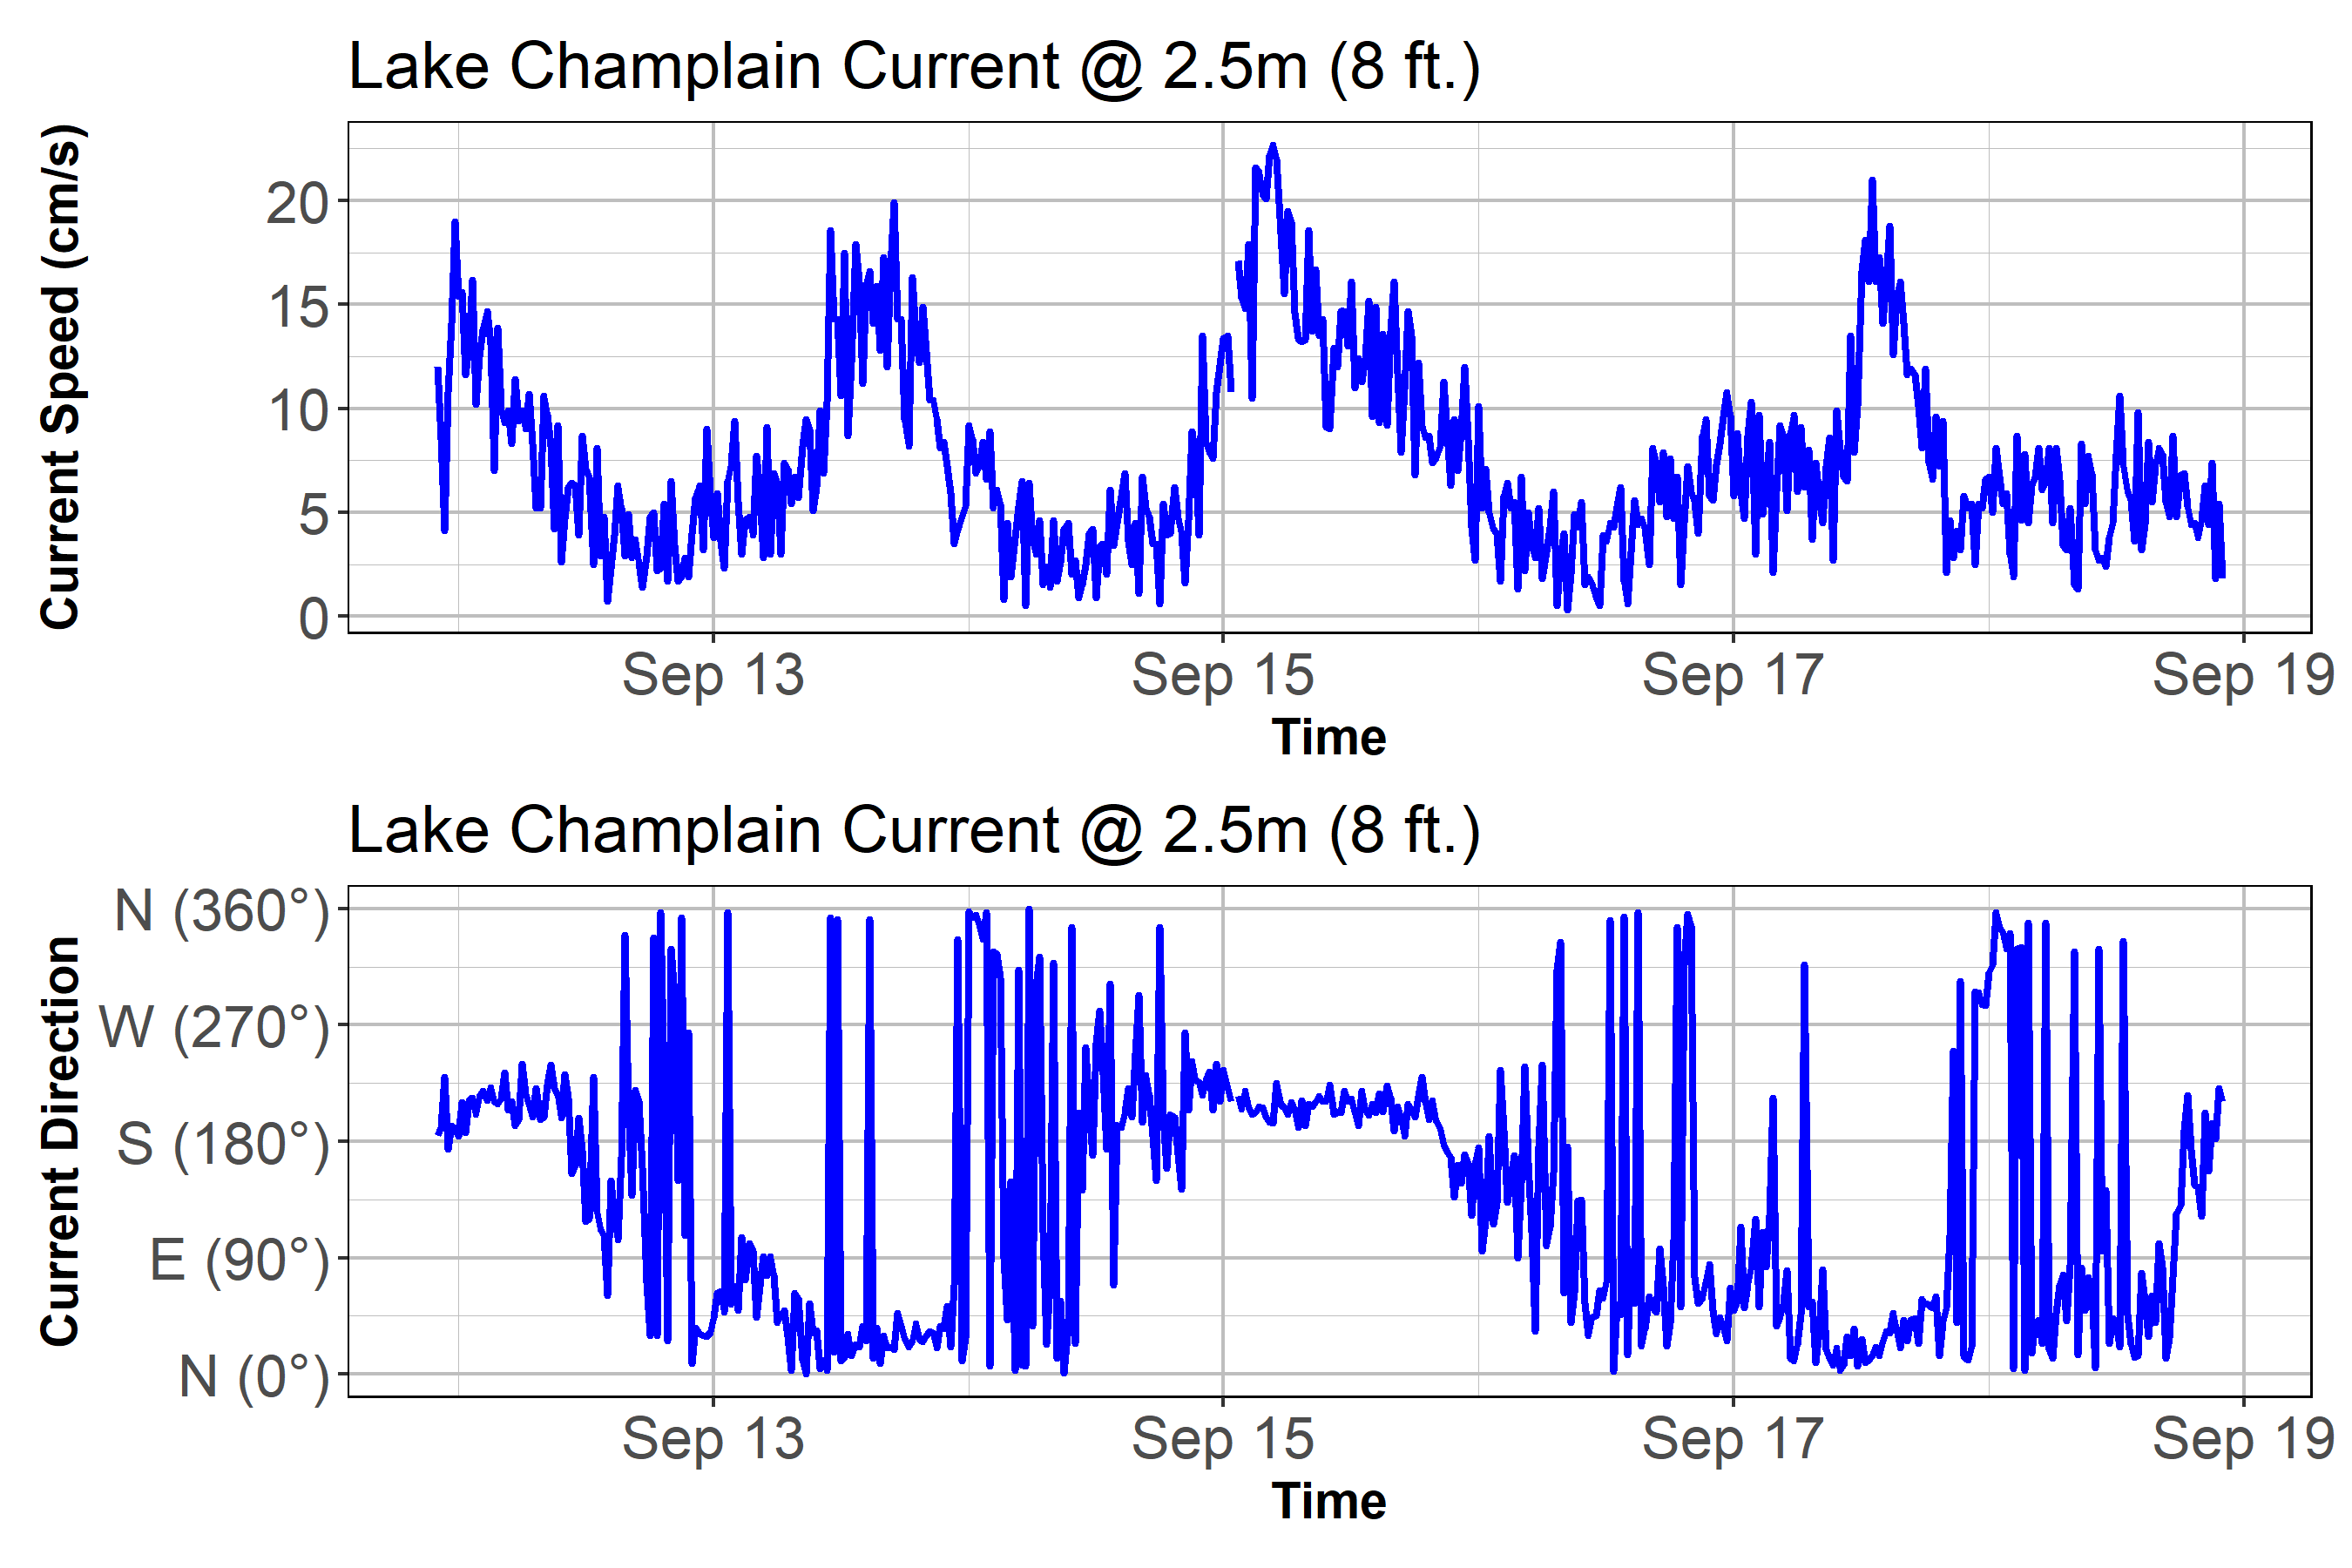 Lake Champlain Current @ 2.5m (8 ft.)
Current Speed (cm/s)
20
15
10
5
0
Sep 13 Sep 15 Sep 17 Sep 19
Time
Lake Champlain Current @ 2.5m (8 ft.)
Current Direction
N (360°)
W (270°)
S (180°)
E (90°)
N (0°)
Sep 13 Sep 15 Sep 17 Sep 19
Time